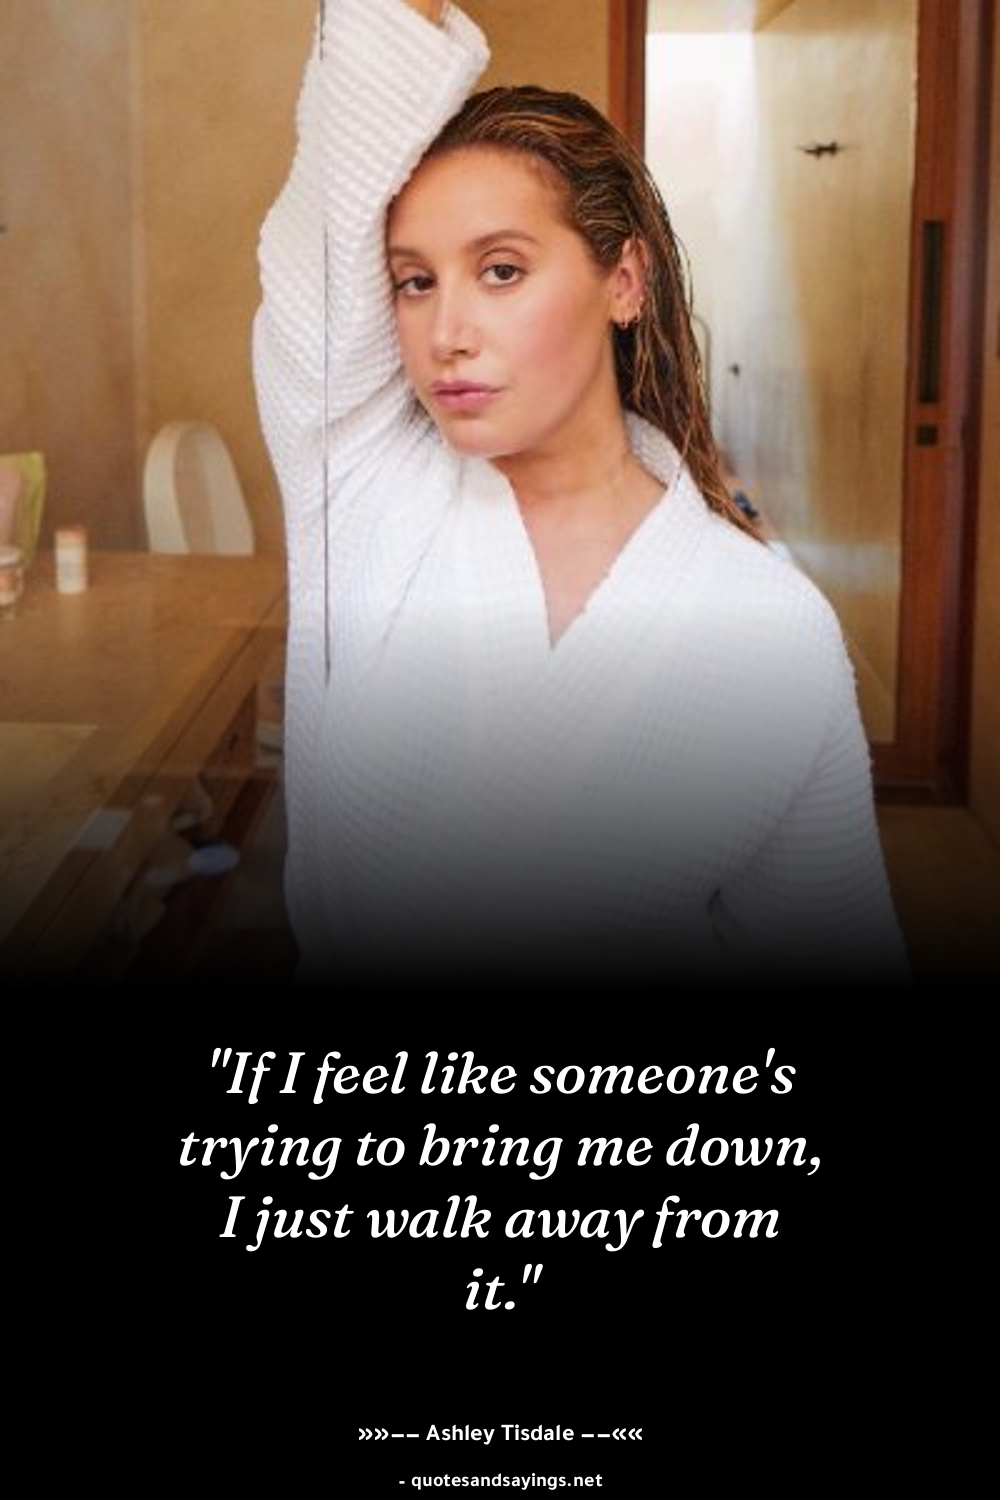 "If I feel like someone's
trying to bring me down,
I just walk away from
it."
»»–– Ashley Tisdale ––««
- quotesandsayings.net